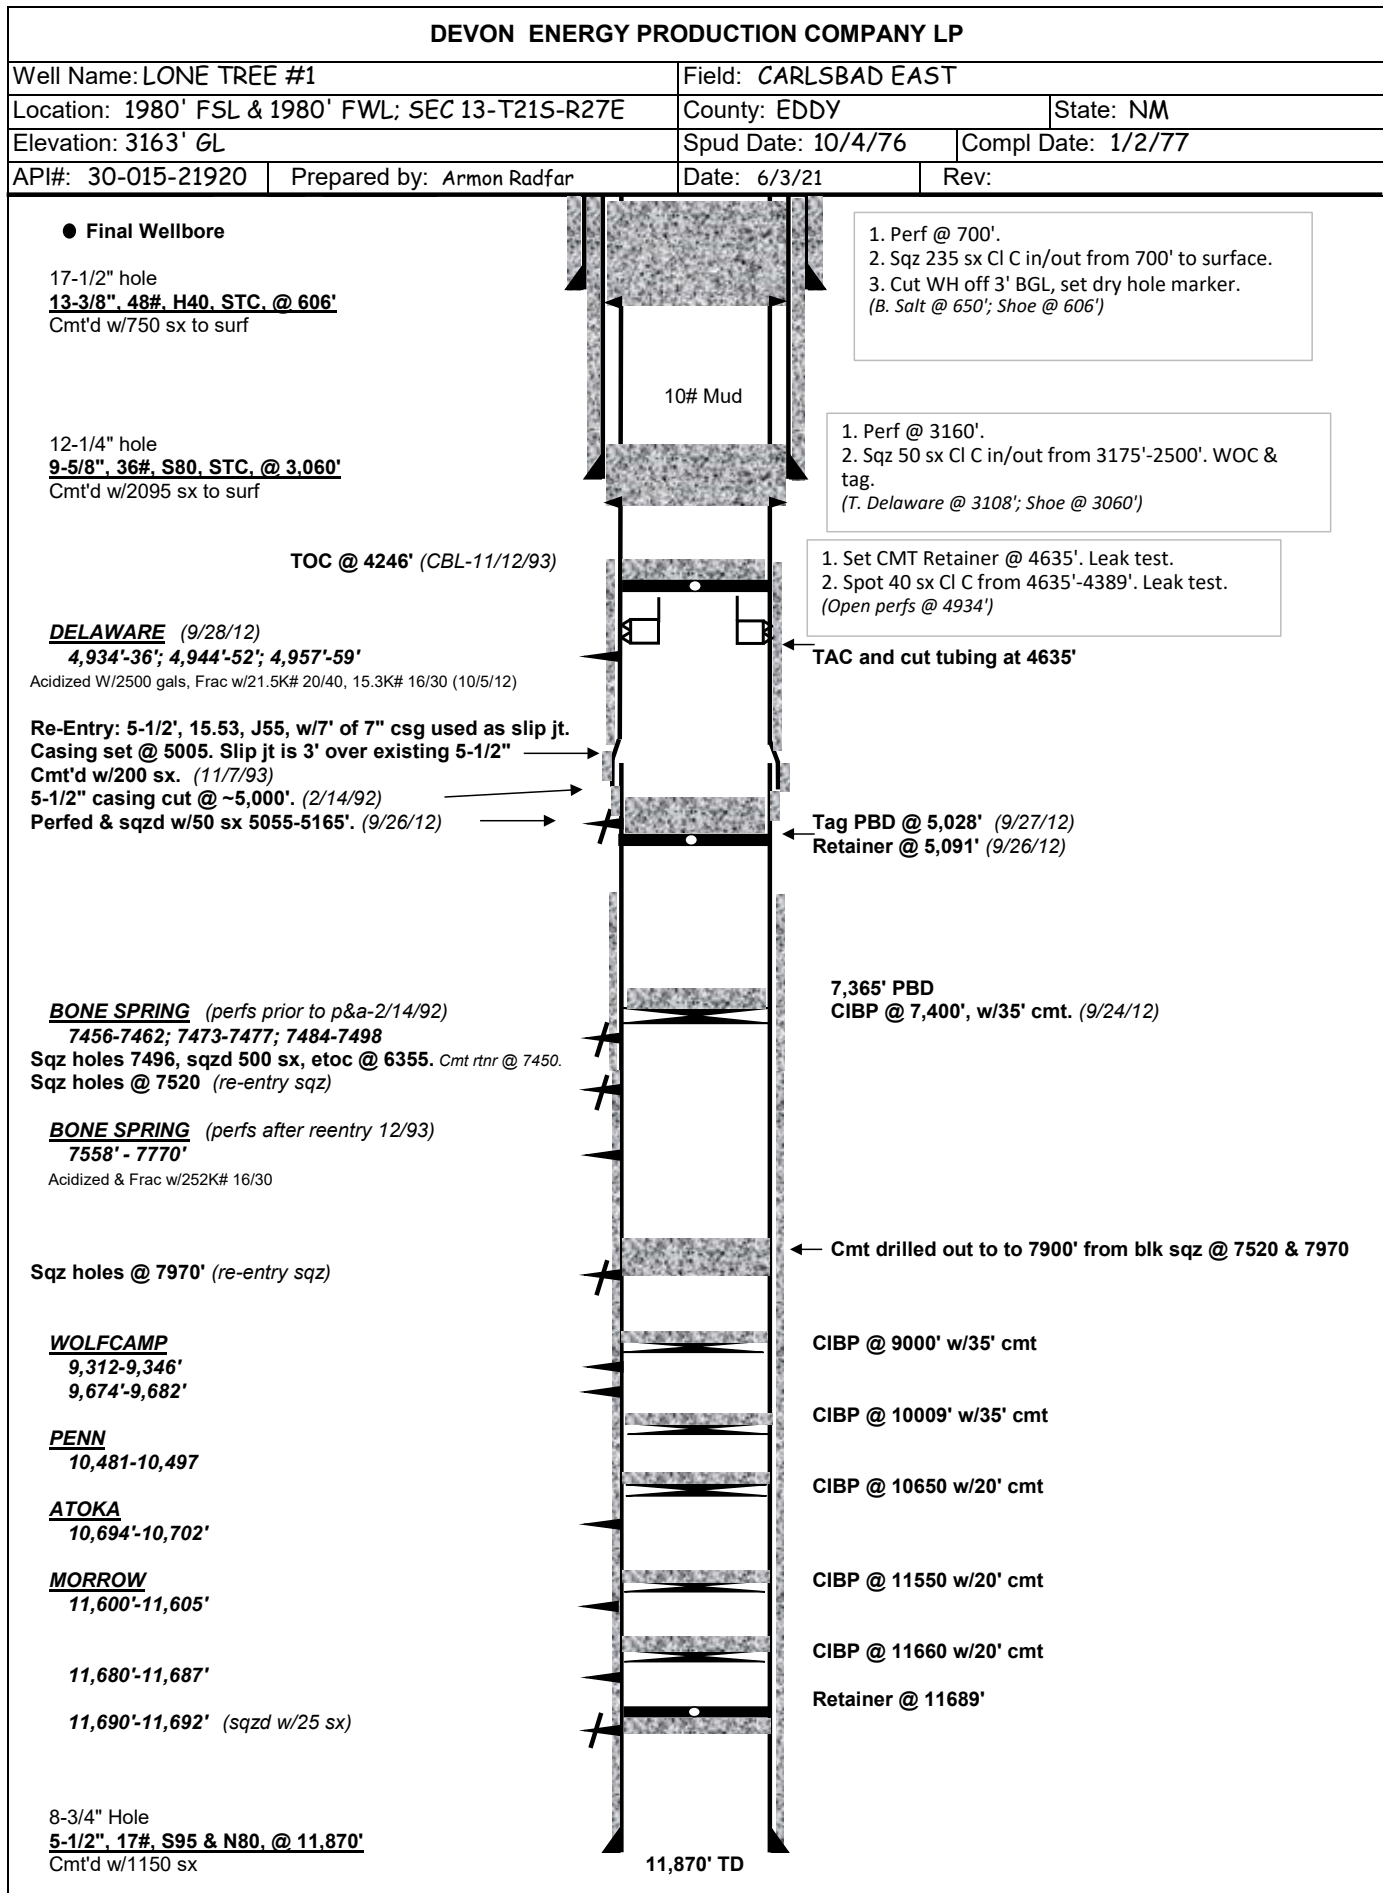 DEVON ENERGY PRODUCTION COMPANY LP
Well Name: LONE TREE #1
Field: CARLSBAD EAST
Location: 1980' FSL & 1980' FWL; SEC 13-T21S-R27E
County: EDDY
State: NM
Elevation: 3163' GL
Spud Date: 10/4/76
Compl Date: 1/2/77
API#: 30-015-21920
Prepared by: Armon Radfar
Date: 6/3/21
Rev:
● Final Wellbore
17-1/2" hole
13-3/8", 48#, H40, STC, @ 606'
Cmt'd w/750 sx to surf
1. Perf @ 700'.
2. Sqz 235 sx Cl C in/out from 700' to surface.
3. Cut WH off 3' BGL, set dry hole marker.
(B. Salt @ 650'; Shoe @ 606')
10# Mud
12-1/4" hole
9-5/8", 36#, S80, STC, @ 3,060'
Cmt'd w/2095 sx to surf
1. Perf @ 3160'.
2. Sqz 50 sx Cl C in/out from 3175'-2500'. WOC &
tag.
(T. Delaware @ 3108'; Shoe @ 3060')
TOC @ 4246' (CBL-11/12/93)
1. Set CMT Retainer @ 4635'. Leak test.
2. Spot 40 sx Cl C from 4635'-4389'. Leak test.
(Open perfs @ 4934')
DELAWARE (9/28/12)
4,934'-36'; 4,944'-52'; 4,957'-59'
Acidized W/2500 gals, Frac w/21.5K# 20/40, 15.3K# 16/30 (10/5/12)
TAC and cut tubing at 4635'
Re-Entry: 5-1/2', 15.53, J55, w/7' of 7" csg used as slip jt.
Casing set @ 5005. Slip jt is 3' over existing 5-1/2"
Cmt'd w/200 sx. (11/7/93)
5-1/2" casing cut @ ~5,000'. (2/14/92)
Perfed & sqzd w/50 sx 5055-5165'. (9/26/12)
Tag PBD @ 5,028' (9/27/12)
Retainer @ 5,091' (9/26/12)
7,365' PBD
CIBP @ 7,400', w/35' cmt. (9/24/12)
BONE SPRING (perfs prior to p&a-2/14/92)
7456-7462; 7473-7477; 7484-7498
Sqz holes 7496, sqzd 500 sx, etoc @ 6355. Cmt rtnr @ 7450.
Sqz holes @ 7520 (re-entry sqz)
BONE SPRING (perfs after reentry 12/93)
7558' - 7770'
Acidized & Frac w/252K# 16/30
Cmt drilled out to to 7900' from blk sqz @ 7520 & 7970
Sqz holes @ 7970' (re-entry sqz)
WOLFCAMP
9,312-9,346'
9,674'-9,682'
CIBP @ 9000' w/35' cmt
CIBP @ 10009' w/35' cmt
PENN
10,481-10,497
CIBP @ 10650 w/20' cmt
ATOKA
10,694'-10,702'
MORROW
11,600'-11,605'
CIBP @ 11550 w/20' cmt
CIBP @ 11660 w/20' cmt
11,680'-11,687'
Retainer @ 11689'
11,690'-11,692' (sqzd w/25 sx)
8-3/4" Hole
5-1/2", 17#, S95 & N80, @ 11,870'
Cmt'd w/1150 sx
11,870' TD